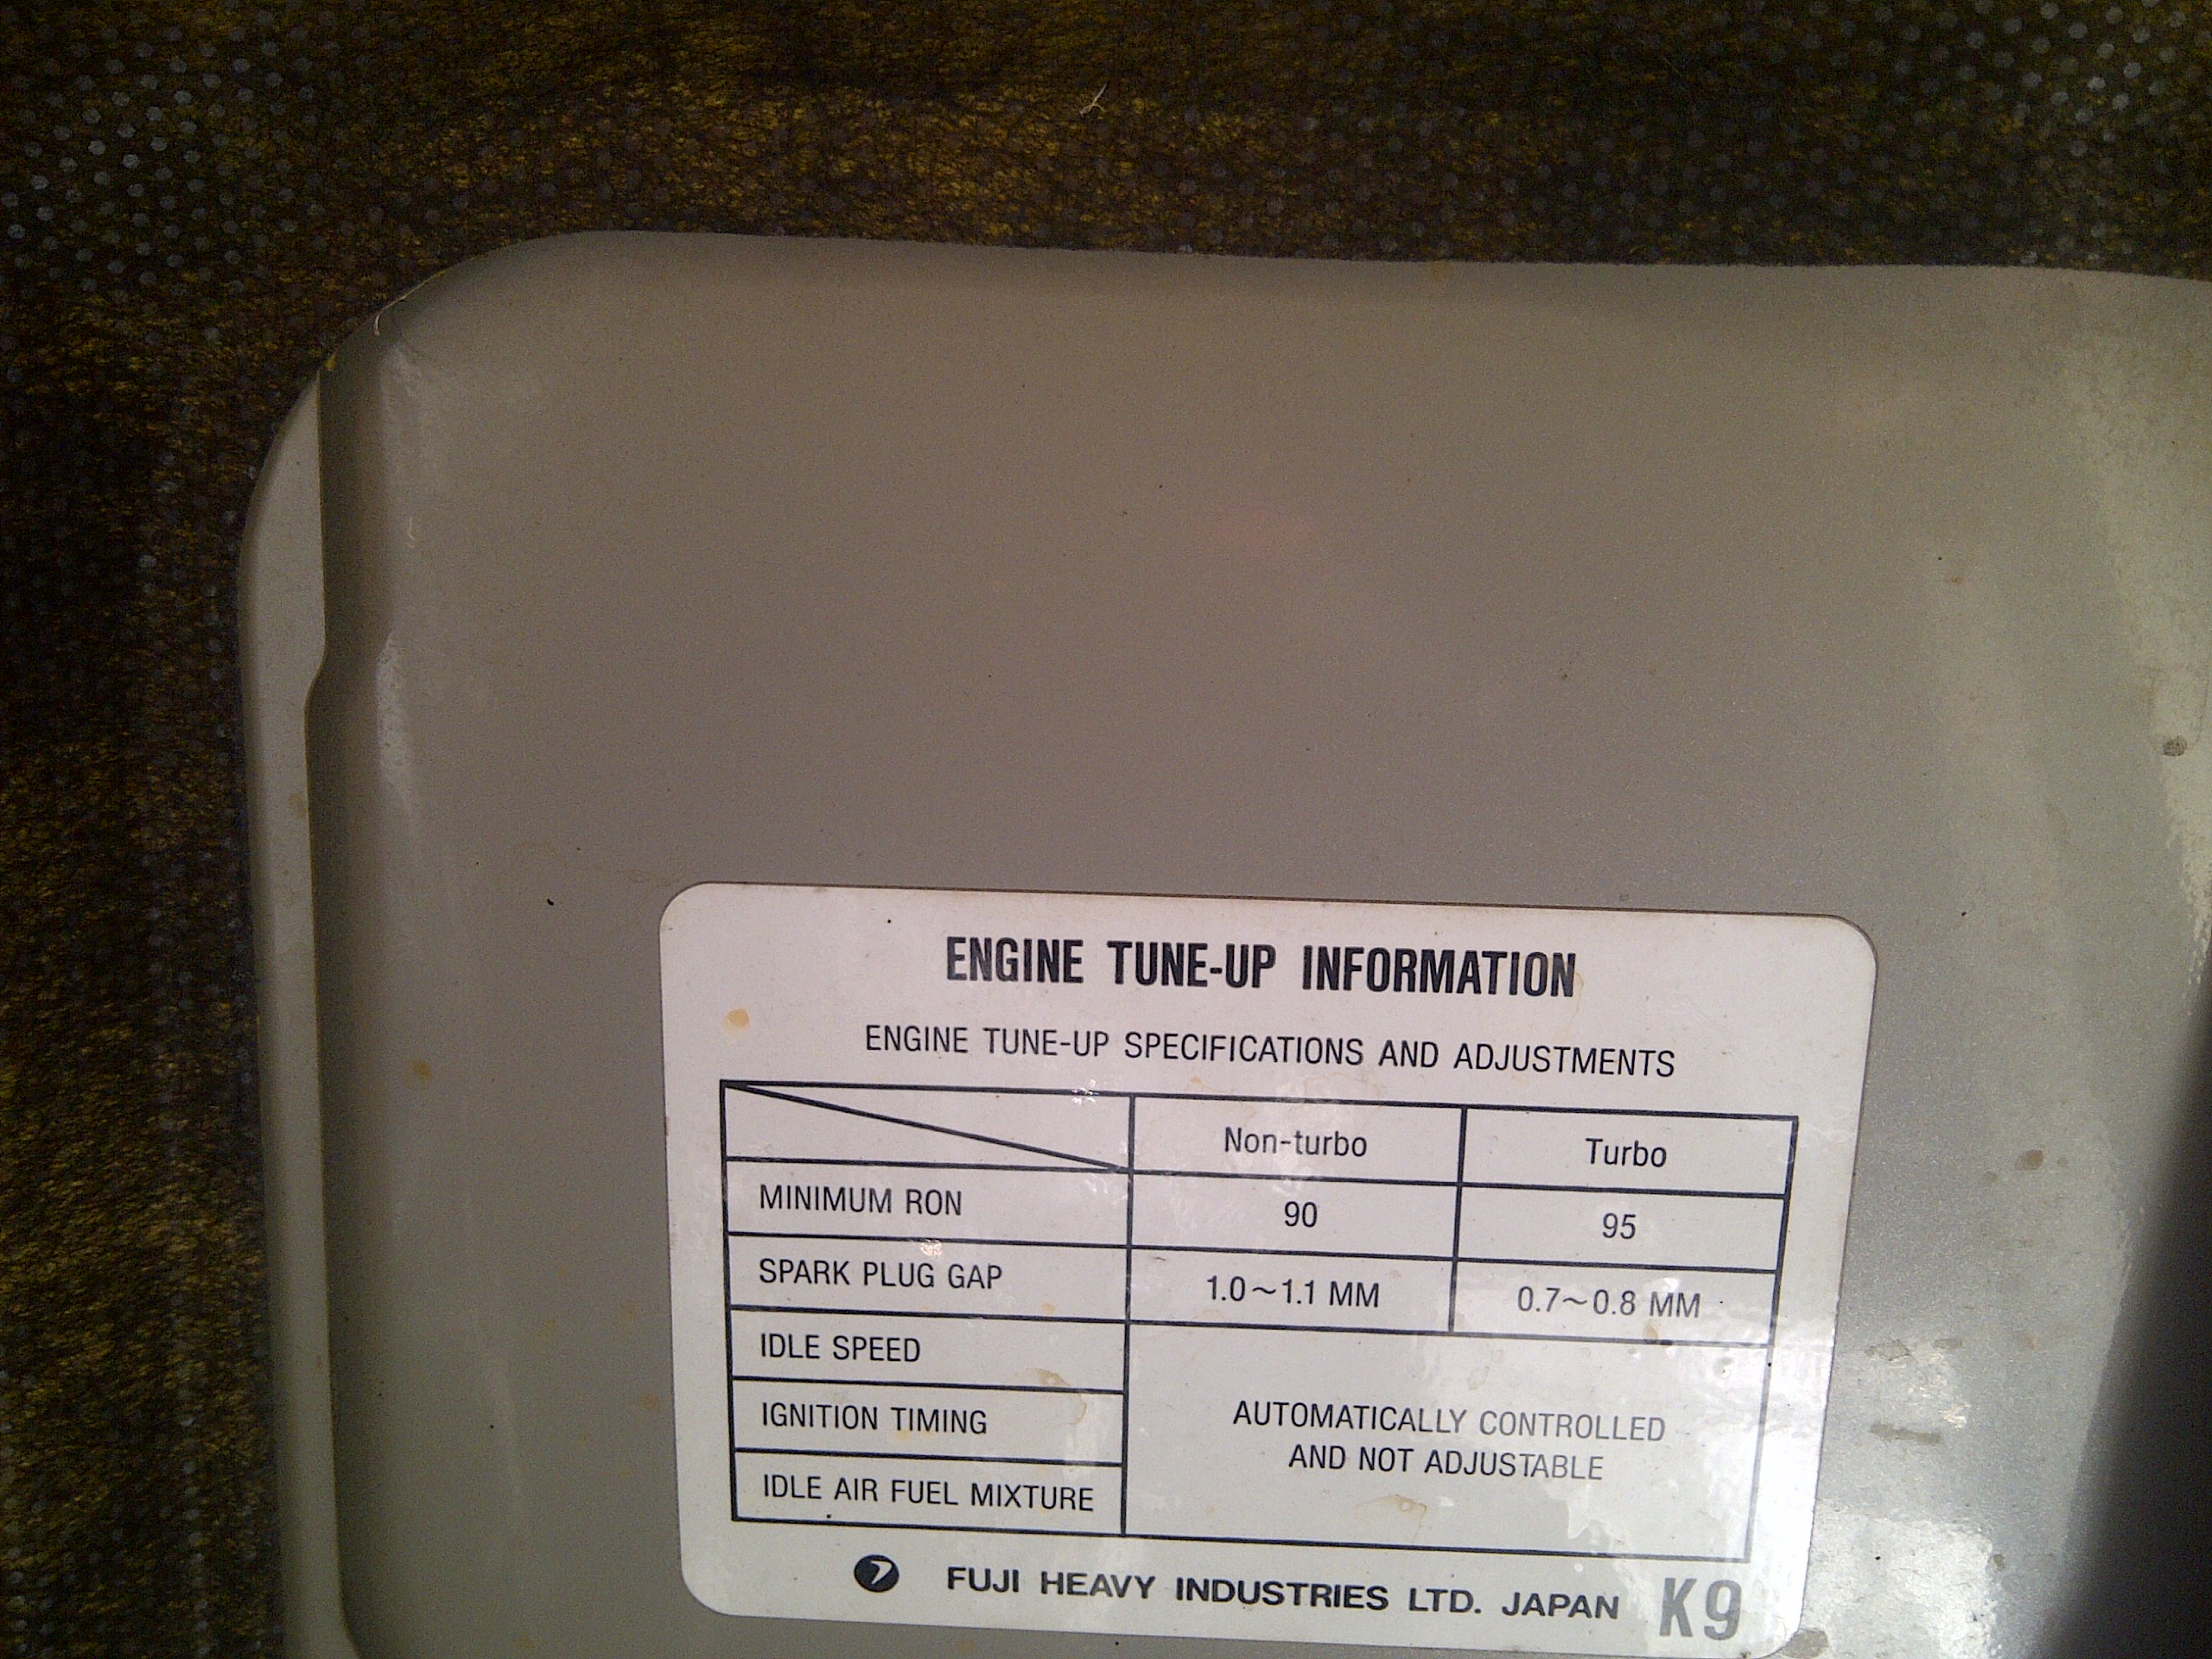 ENGINE TUNE-UP INFORMATION
ENGINE TUNE-UP SPECIFICATIONS AND ADJUSTMENTS
Non-turbo Turbo
MINIMUM RON 90 95
SPARK PLUG GAP 1.0~1.1 MM 0.7~0.8 MM
IDLE SPEED
IGNITION TIMING
IDLE AIR FUEL MIXTURE
AUTOMATICALLY CONTROLLED
AND NOT ADJUSTABLE
FUJI HEAVY INDUSTRIES LTD. JAPAN K9